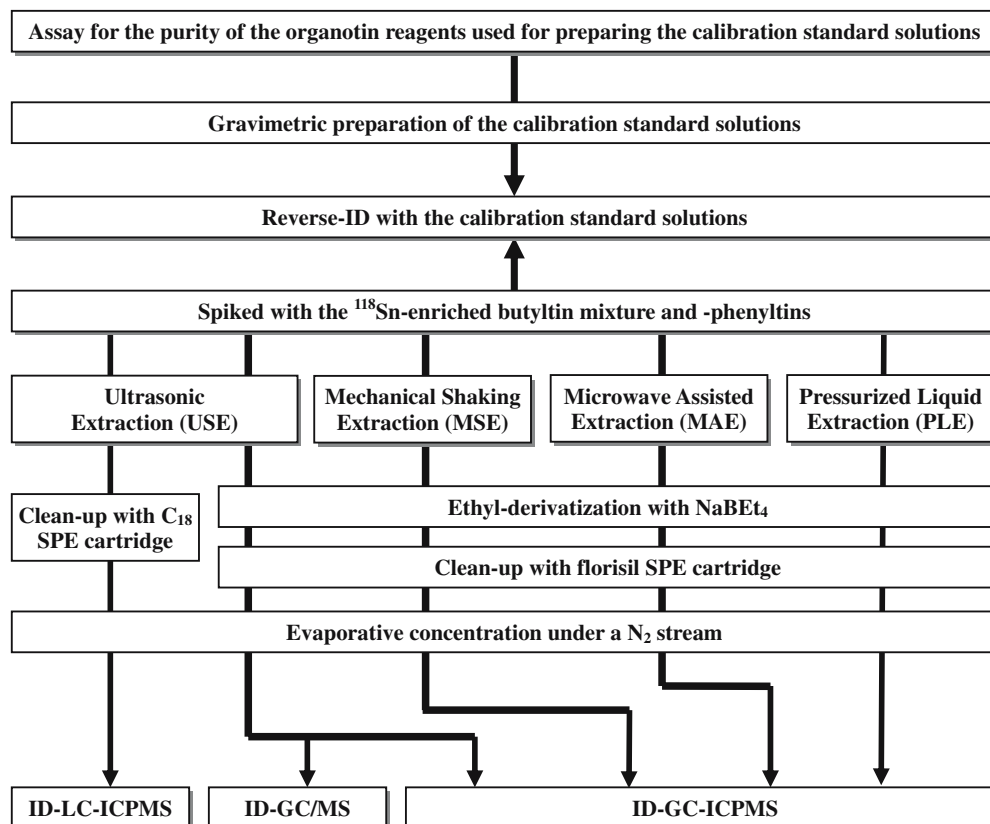 Assay for the purity of the organotin reagents used for preparing the calibration standard solutions
Gravimetric preparation of the calibration standard solutions
Reverse-ID with the calibration standard solutions
Spiked with the ¹¹⁸Sn-enriched butyltin mixture and -phenyltins
Ultrasonic
Extraction (USE)
Mechanical Shaking
Extraction (MSE)
Microwave Assisted
Extraction (MAE)
Pressurized Liquid
Extraction (PLE)
Clean-up with C₁₈
SPE cartridge
Ethyl-derivatization with NaBEt₄
Clean-up with florisil SPE cartridge
Evaporative concentration under a N₂ stream
ID-LC-ICPMS
ID-GC/MS
ID-GC-ICPMS